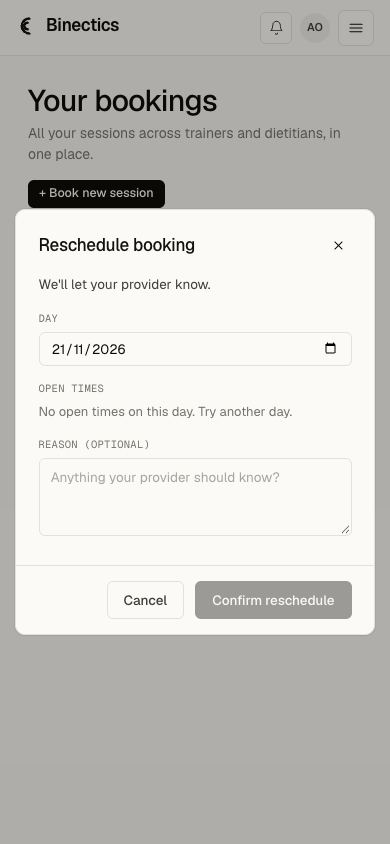 Binectics
AO
Your bookings
All your sessions across trainers and dietitians, in
one place.
+ Book new session
Reschedule booking
We'll let your provider know.
DAY
21/11/2026
OPEN TIMES
No open times on this day. Try another day.
REASON (OPTIONAL)
Anything your provider should know?
Cancel
Confirm reschedule